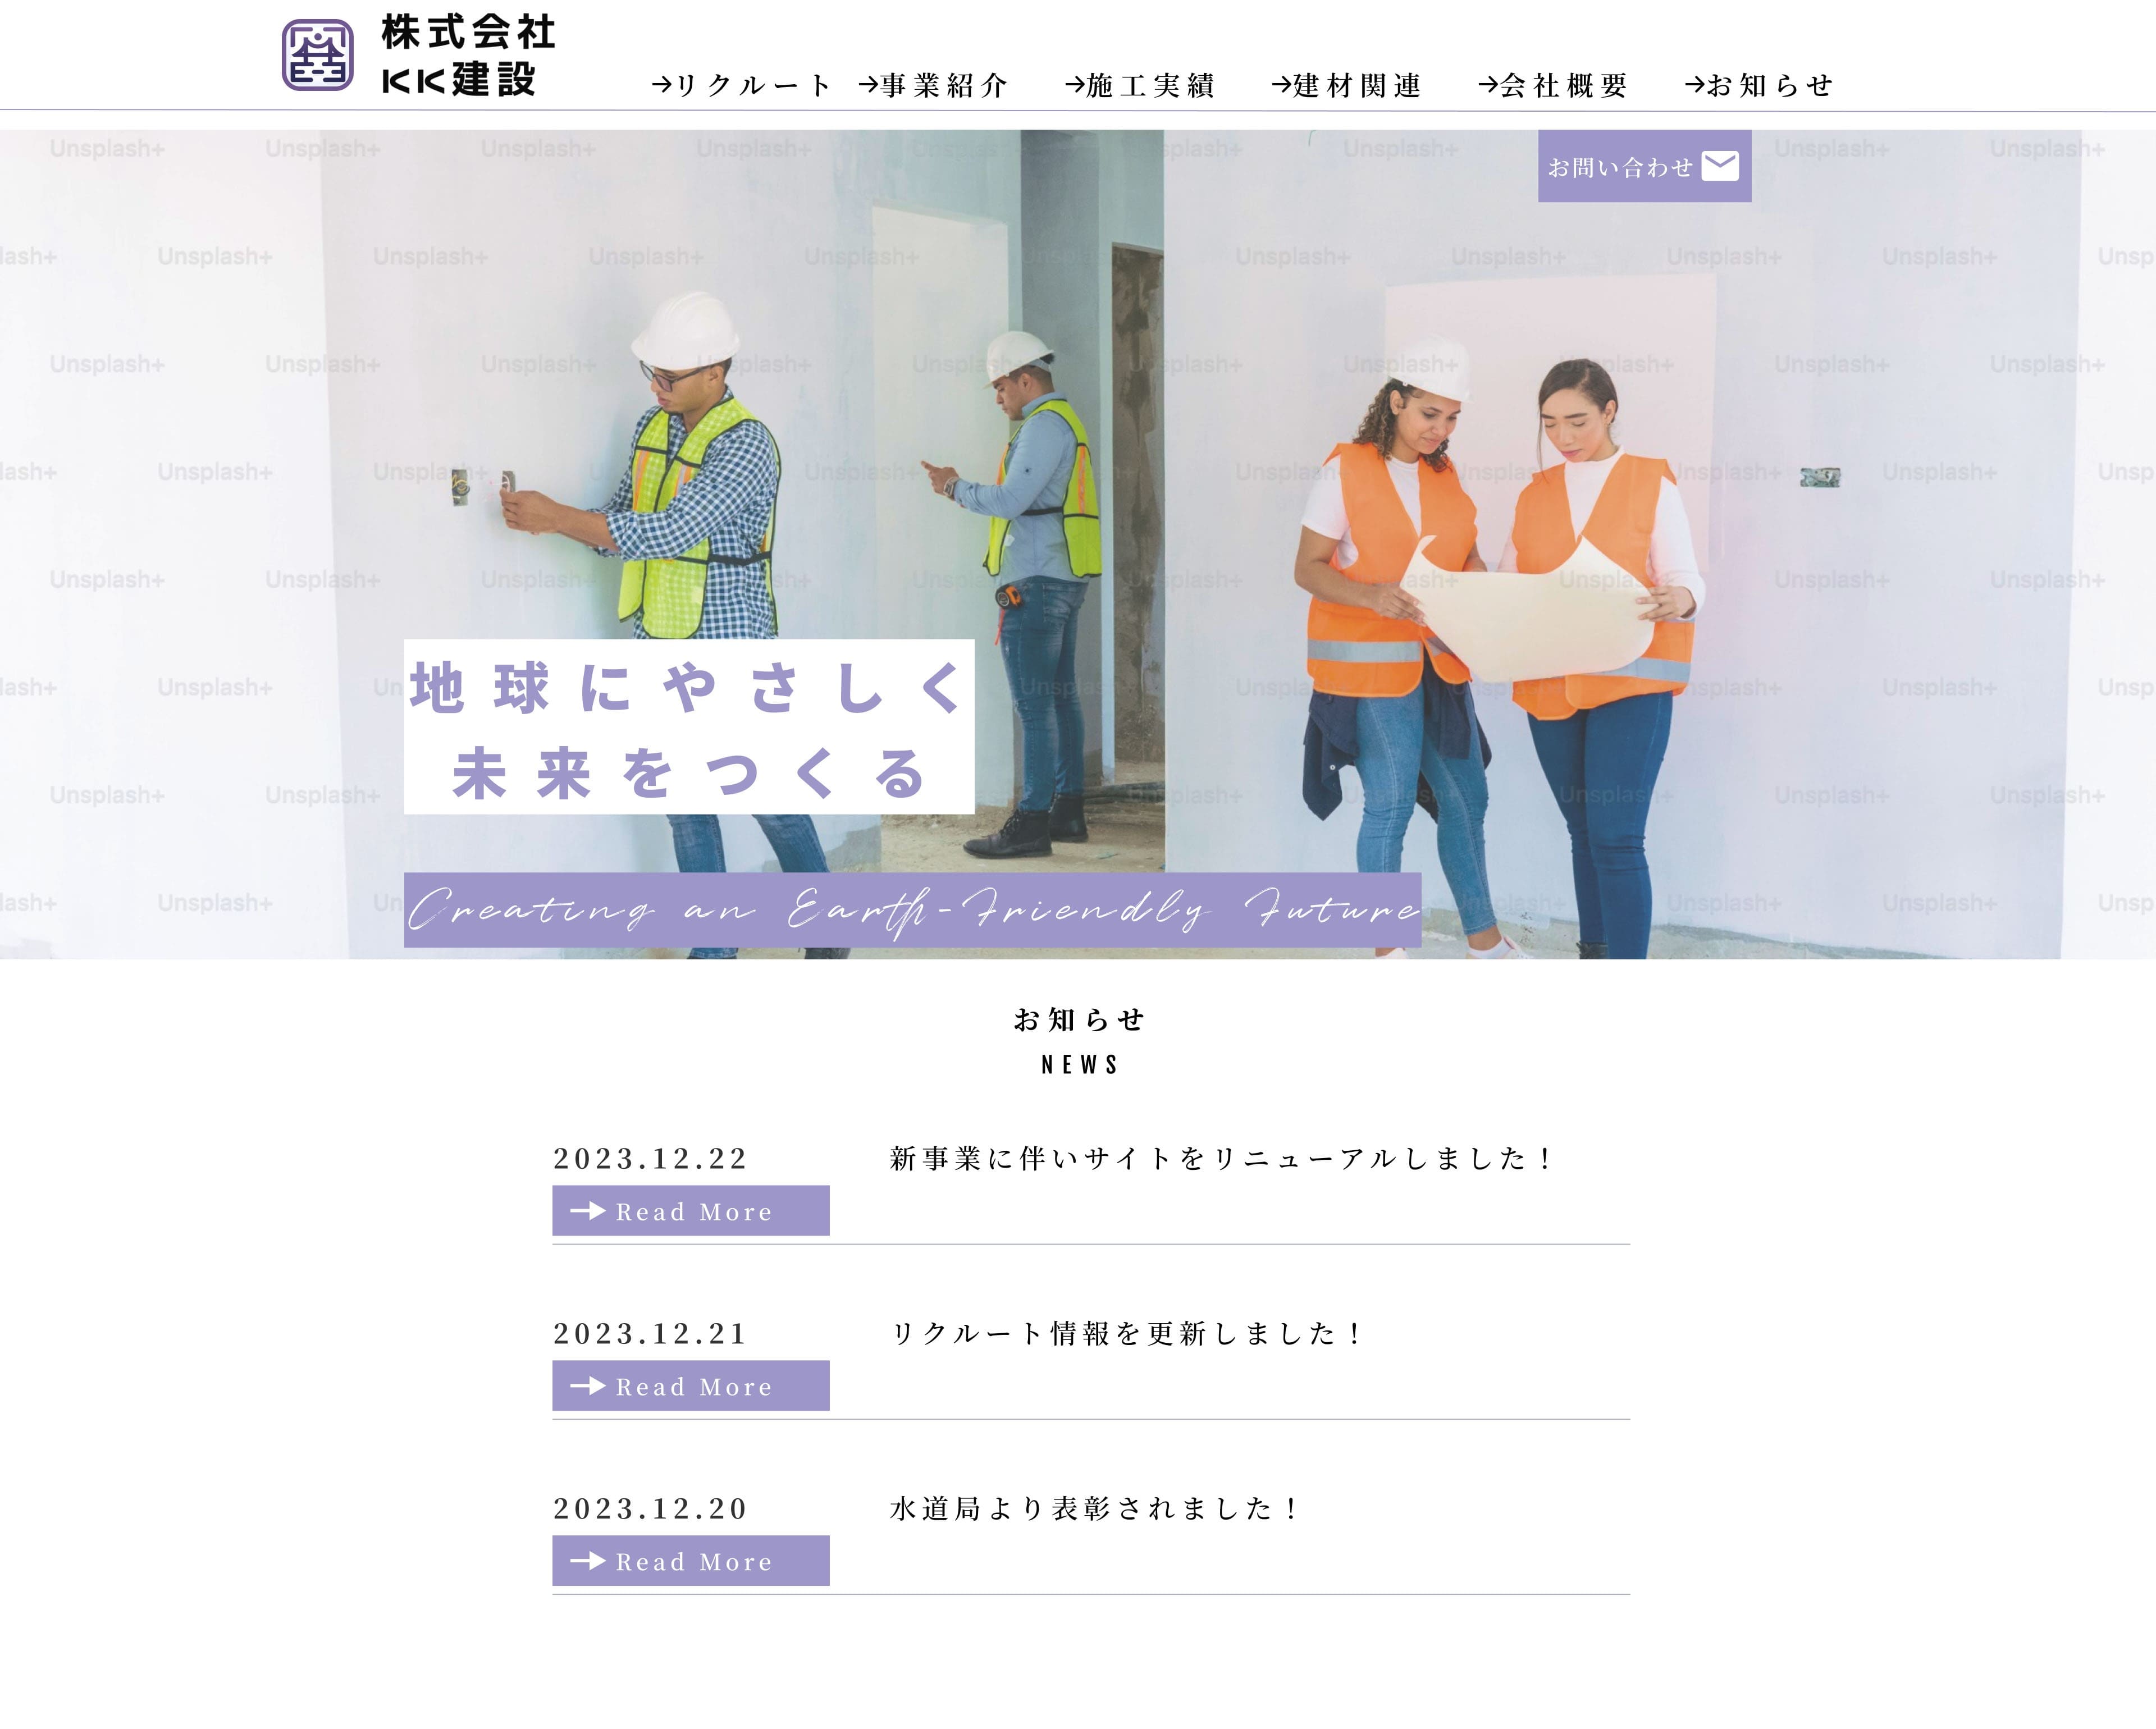 株式会社
KK建設
→リクルート →事業紹介 →施工実績 →建材関連 →会社概要 →お知らせ
お問い合わせ
Unsplash+
地球にやさしく
未来をつくる
Creating an Earth-Friendly Future
お知らせ
NEWS
2023.12.22 新事業に伴いサイトをリニューアルしました！
→ Read More
2023.12.21 リクルート情報を更新しました！
→ Read More
2023.12.20 水道局より表彰されました！
→ Read More